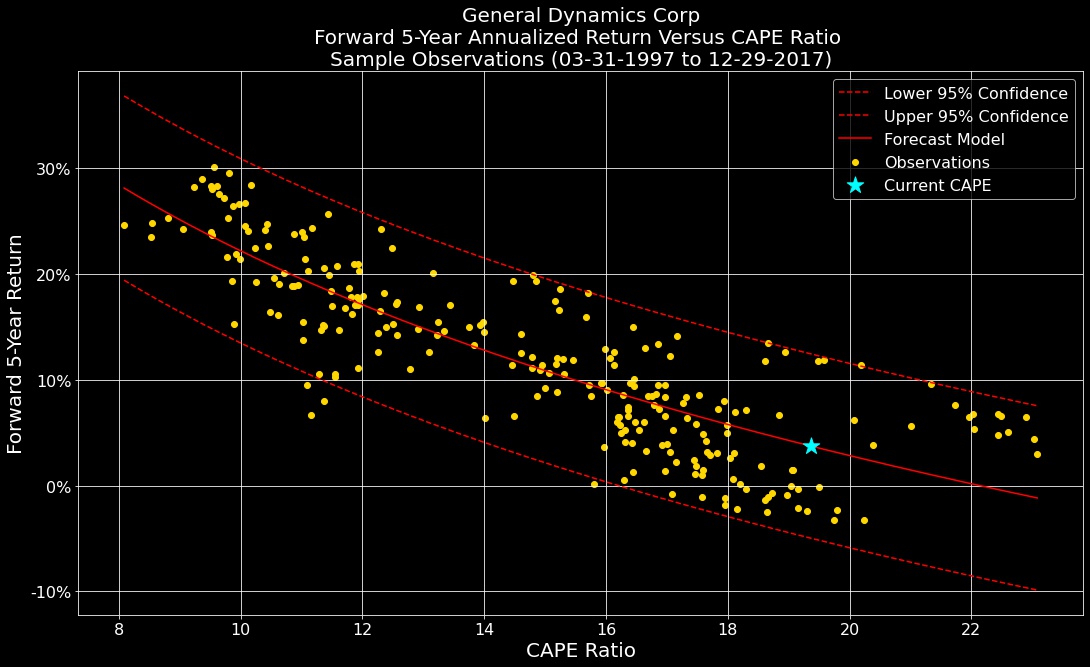 General Dynamics Corp
Forward 5-Year Annualized Return Versus CAPE Ratio
Sample Observations (03-31-1997 to 12-29-2017)
Lower 95% Confidence
Upper 95% Confidence
Forecast Model
Observations
Current CAPE
Forward 5-Year Return
30%
20%
10%
0%
-10%
8 10 12 14 16 18 20 22
CAPE Ratio